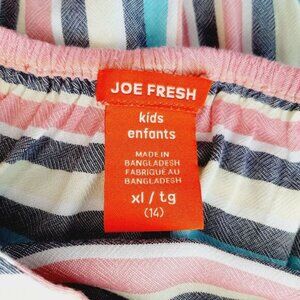 JOE FRESH
kids
enfants
MADE IN
BANGLADESH
FABRIQUÉ AU
BANGLADESH
xl / tg
(14)